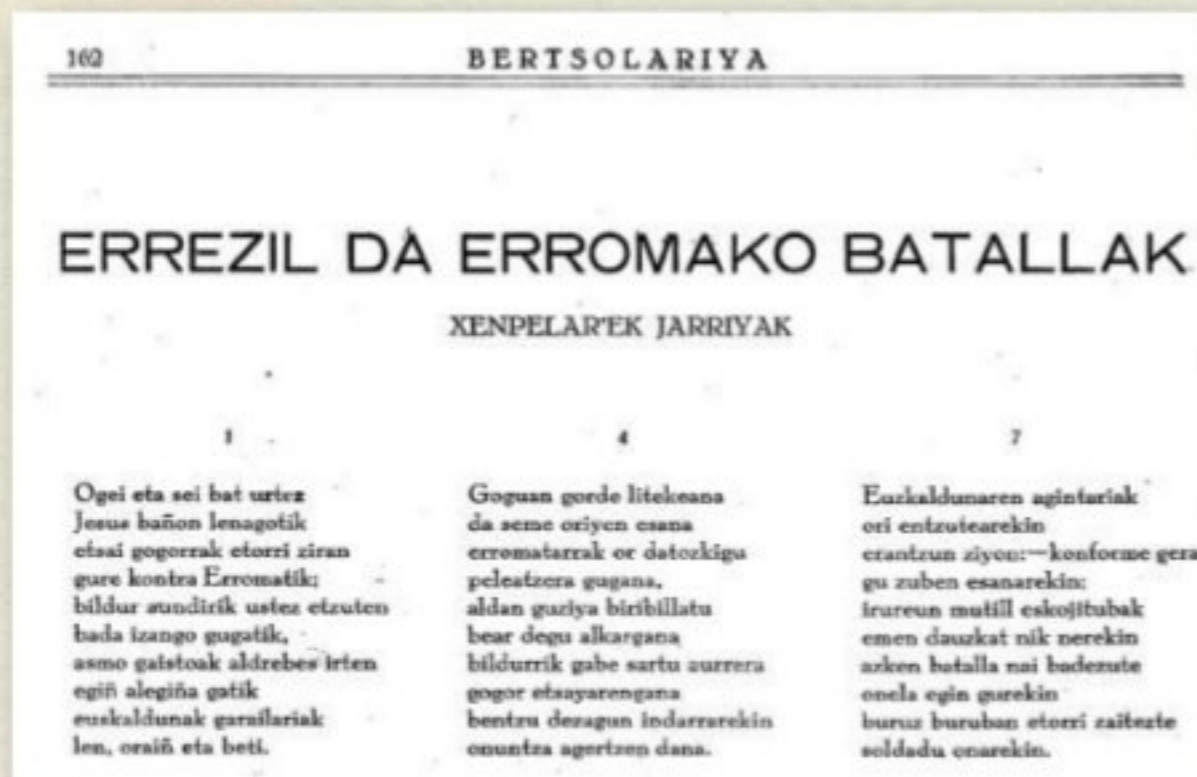 162
BERTSOLARIYA
ERREZIL DA ERROMAKO BATALLAK
XENPELAR'EK JARRIYAK
1
Ogei eta sei bat urtez
Jesus bañon lenagotik
etsai gogorrak etorri ziran
gure kontra Erromatik;
bildur aundirik ustez etzuten
bada izango gugatik,
asmo gaistoak aldrebes irten
egiñ alegiña gatik
euskaldunak garailariak
len, oraiñ eta beti.
4
Goguan gorde litekeana
da seme oriyen esana
erromatarrak or datozkigu
peleatzera gugana,
aldan guziya biribillatu
bear degu alkargana
bildurrik gabe sartu aurrera
gogor etsayarengana
bentzu dezagun indarrarekin
onuntza agertzen dana.
7
Euzkaldunaren agintariak
ori entzutearekin
erantzun ziyon:—konforme gera
gu zuben esanarekin:
irureun mutill eskojitubak
emen dauzkat nik nerekin
azken batalla nai badezute
onela egin gurekin
buruz buruban etorri zaitezte
soldadu onarekin.